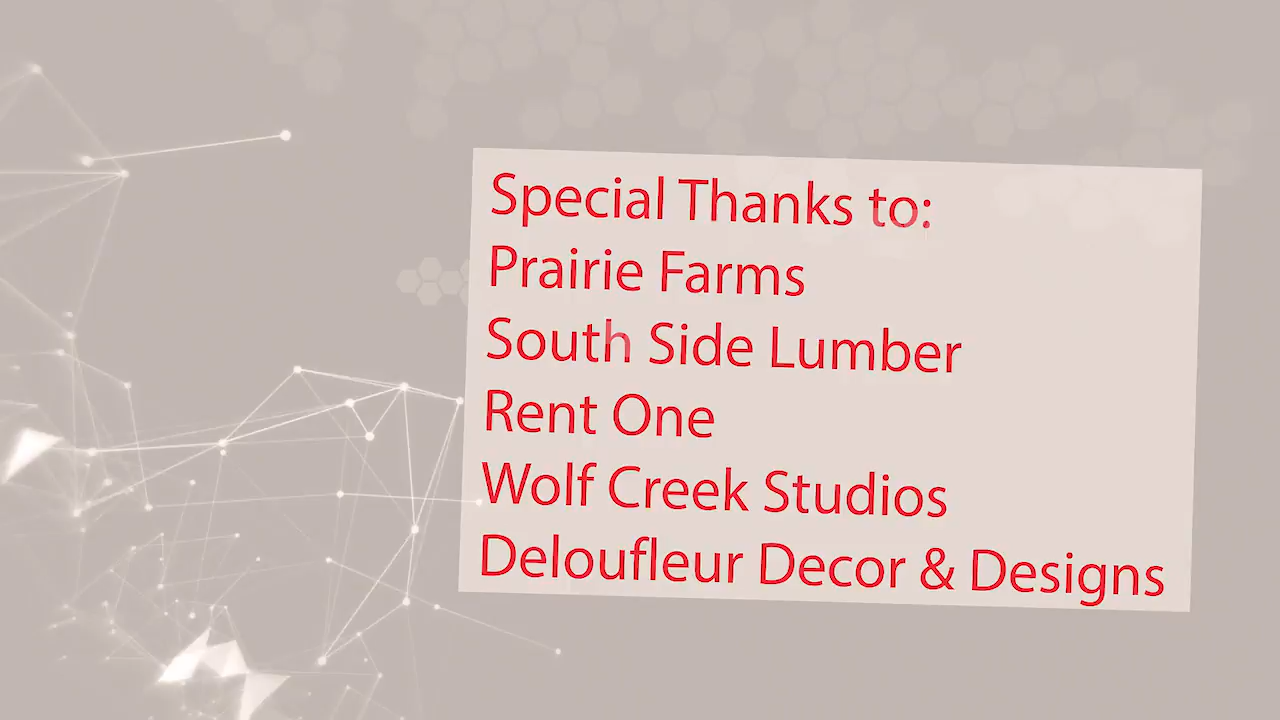 Special Thanks to:
Prairie Farms
South Side Lumber
Rent One
Wolf Creek Studios
Deloufleur Decor & Designs